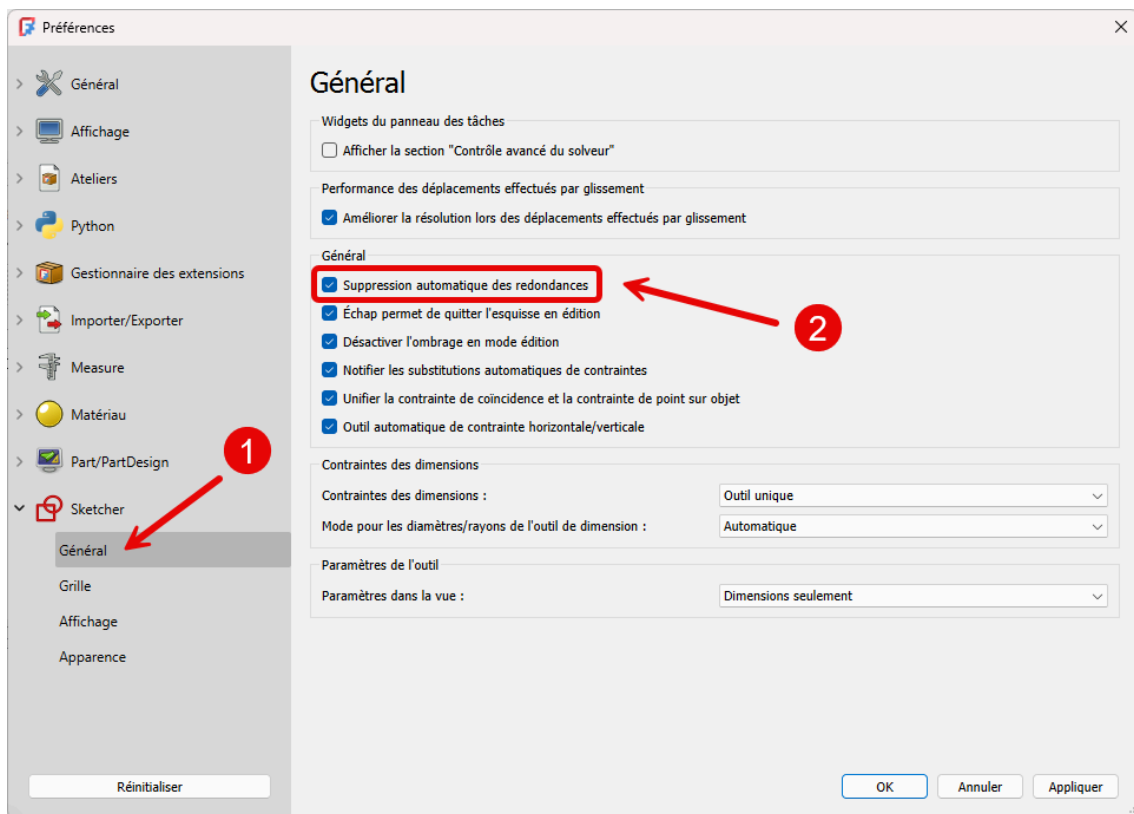 Préférences
Général
Affichage
Ateliers
Python
Gestionnaire des extensions
Importer/Exporter
Measure
Matériau
Part/PartDesign
1
Sketcher
Général
Grille
Affichage
Apparence
Réinitialiser
Général
Widgets du panneau des tâches
Afficher la section "Contrôle avancé du solveur"
Performance des déplacements effectués par glissement
Améliorer la résolution lors des déplacements effectués par glissement
Général
Suppression automatique des redondances
2
Échap permet de quitter l'esquisse en édition
Désactiver l'ombrage en mode édition
Notifier les substitutions automatiques de contraintes
Unifier la contrainte de coïncidence et la contrainte de point sur objet
Outil automatique de contrainte horizontale/verticale
Contraintes des dimensions
Contraintes des dimensions : Outil unique
Mode pour les diamètres/rayons de l'outil de dimension : Automatique
Paramètres de l'outil
Paramètres dans la vue : Dimensions seulement
OK Annuler Appliquer